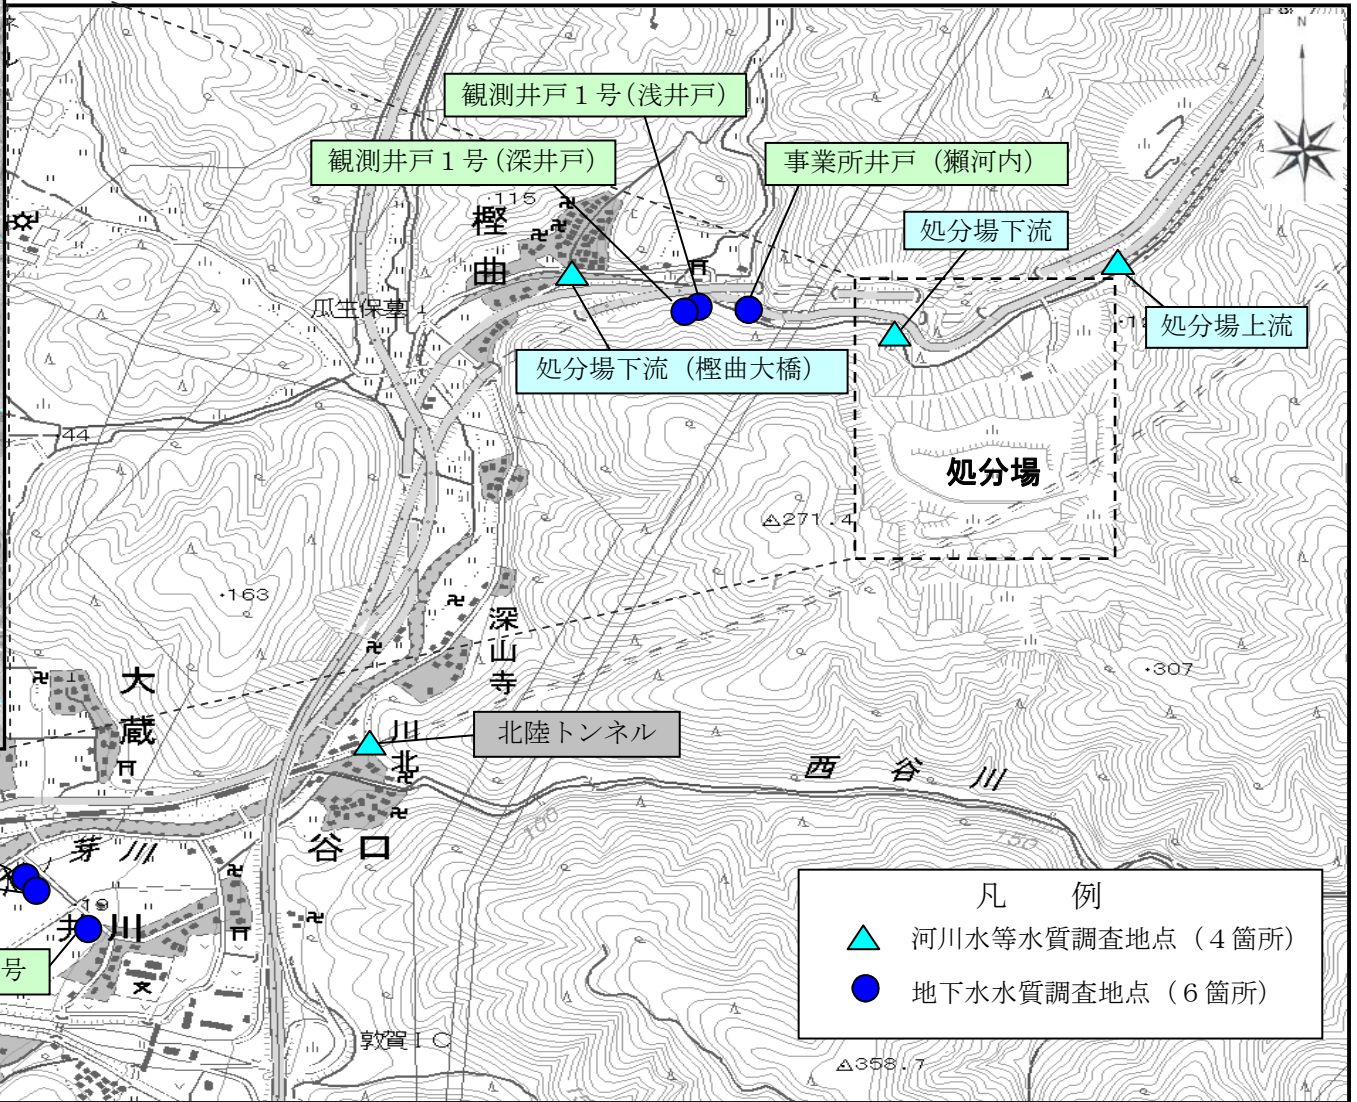 N
観測井戸１号（浅井戸）
観測井戸１号（深井戸）
事業所井戸（獺河内）
・115
樫曲
処分場下流
瓜生保墓
処分場上流
処分場下流（樫曲大橋）
44
処分場
271.4
・163
深山寺
・307
大蔵
川北
北陸トンネル
西谷川
100
150
谷口
芽川
19
井川
号
敦賀ＩＣ
358.7
凡　例
河川水等水質調査地点（４箇所）
地下水水質調査地点（６箇所）